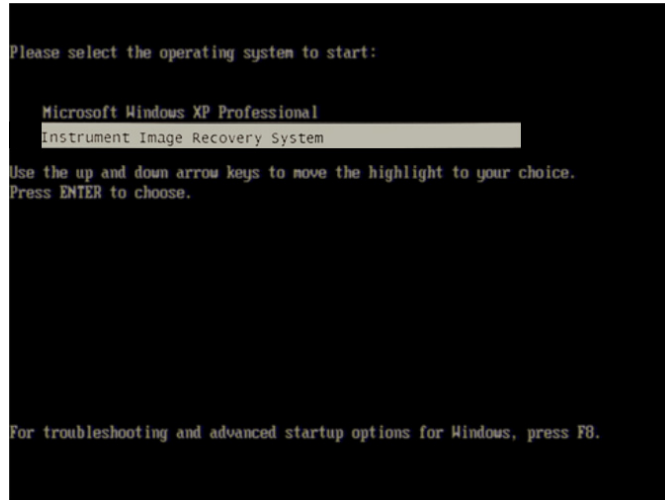 Please select the operating system to start:
Microsoft Windows XP Professional
Instrument Image Recovery System
Use the up and down arrow keys to move the highlight to your choice.
Press ENTER to choose.
For troubleshooting and advanced startup options for Windows, press F8.